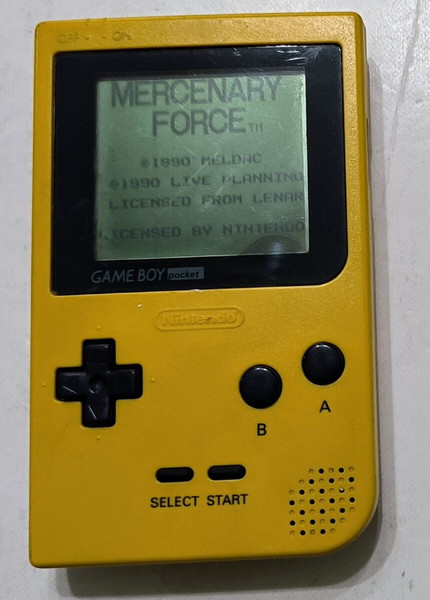 OFF ON
MERCENARY
FORCE TM
©1990 MELDAC
©1990 LIVE PLANNING
LICENSED FROM LENAR
LICENSED BY NINTENDO
GAME BOY pocket
Nintendo
A
B
SELECT START